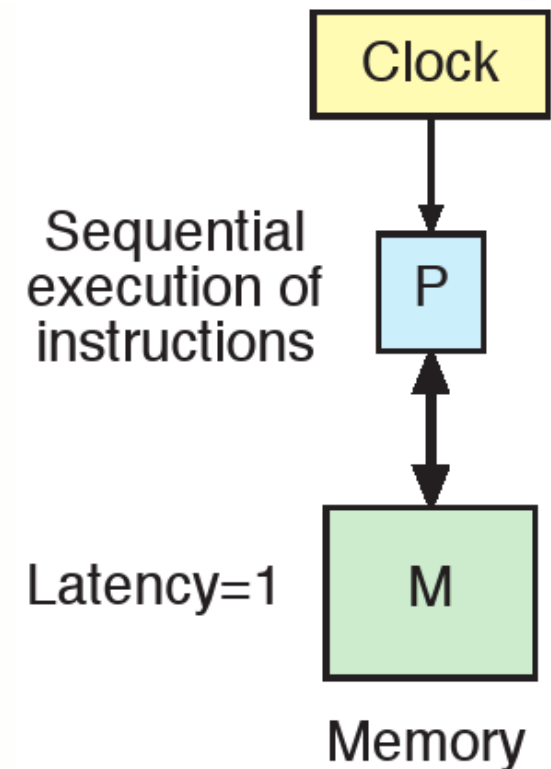 Clock
Sequential
execution of
instructions
P
Latency=1
M
Memory